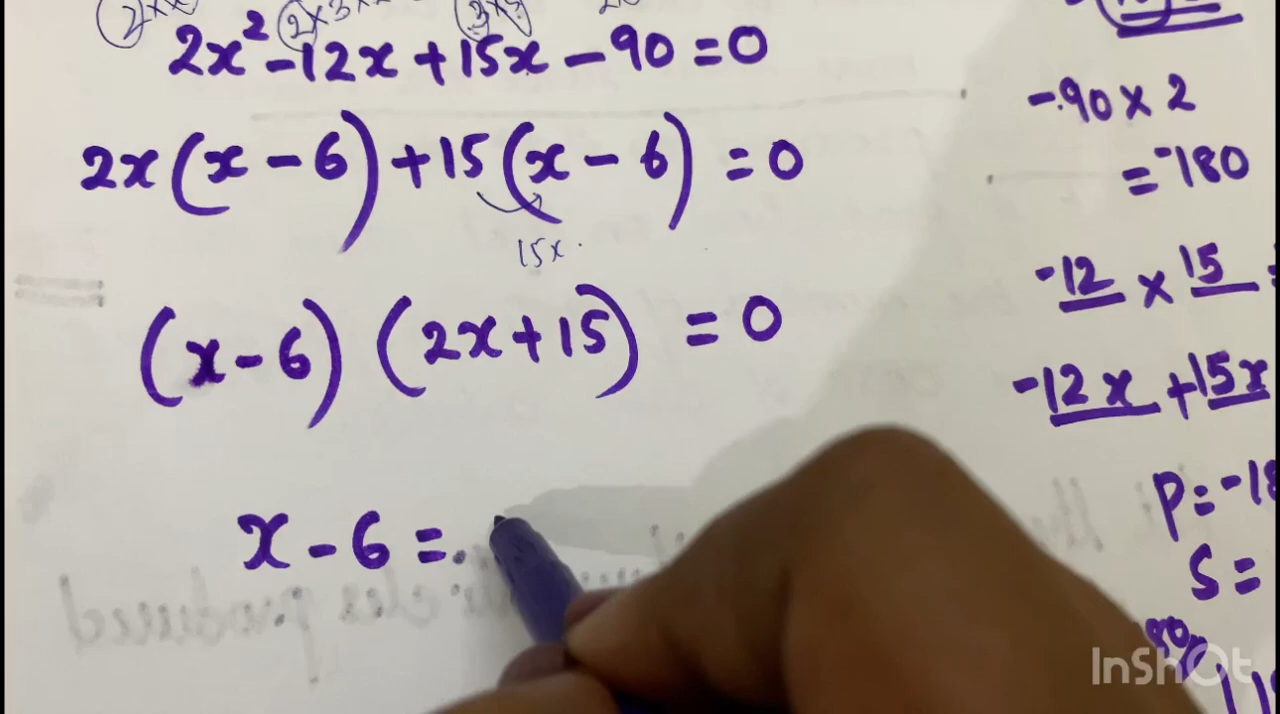 2x² - 12x + 15x - 90 = 0
2x(x - 6) + 15(x - 6) = 0
15x
(x - 6) (2x + 15) = 0
x - 6 =
-90 x 2
= -180
-12 x 15 =
-12x + 15x
P = -18
S =
InShOt